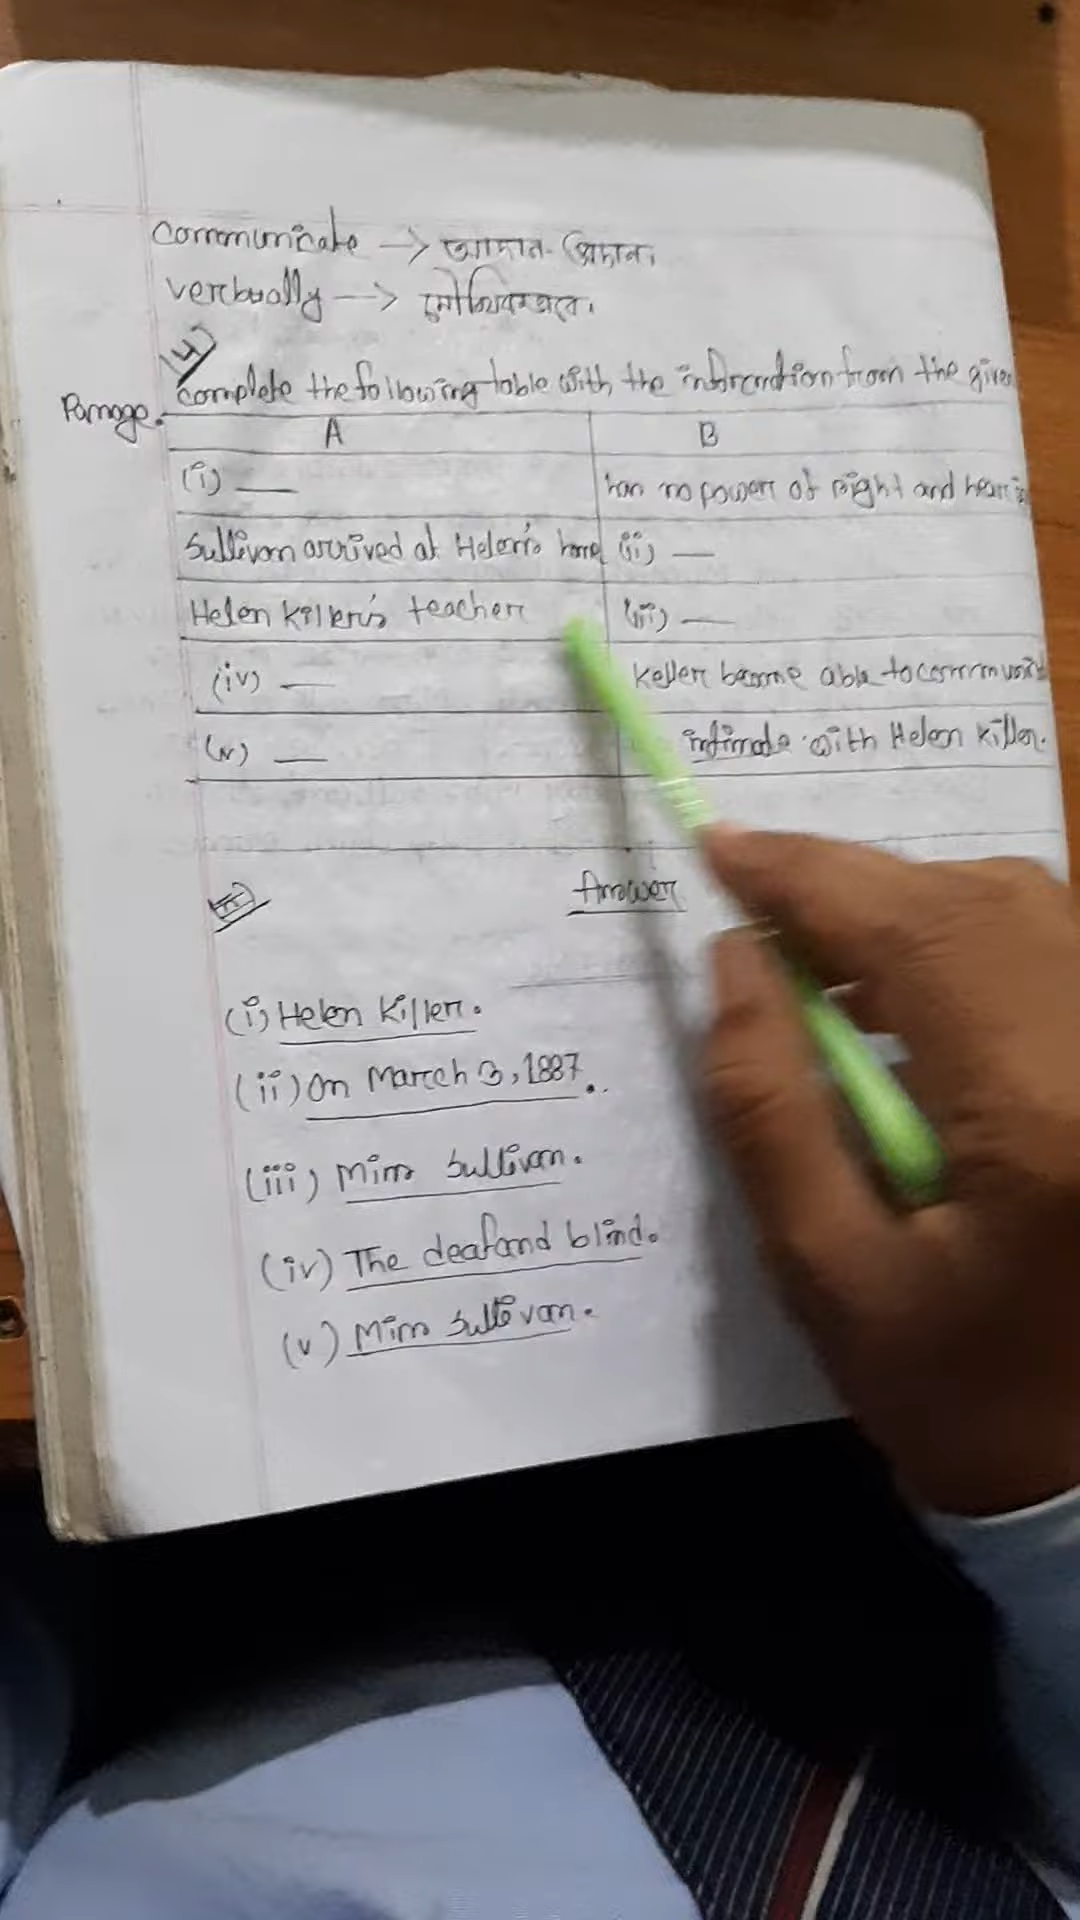 communicate → আদান-প্রদান।
verbually → মৌখিকভাবে।
4 complete the following table with the information from the given
Passage.
A B
(i) — has no power of sight and hearin
Sullivan arrived at Helen's home (ii) —
Helen Killer's teacher (iii) —
(iv) — Keller became able to communi
(v) — intimate with Helen Killer.
Answer
(i) Helen Killer.
(ii) On March 3, 1887.
(iii) Miss Sullivan.
(iv) The deaf and blind.
(v) Miss Sullivan.